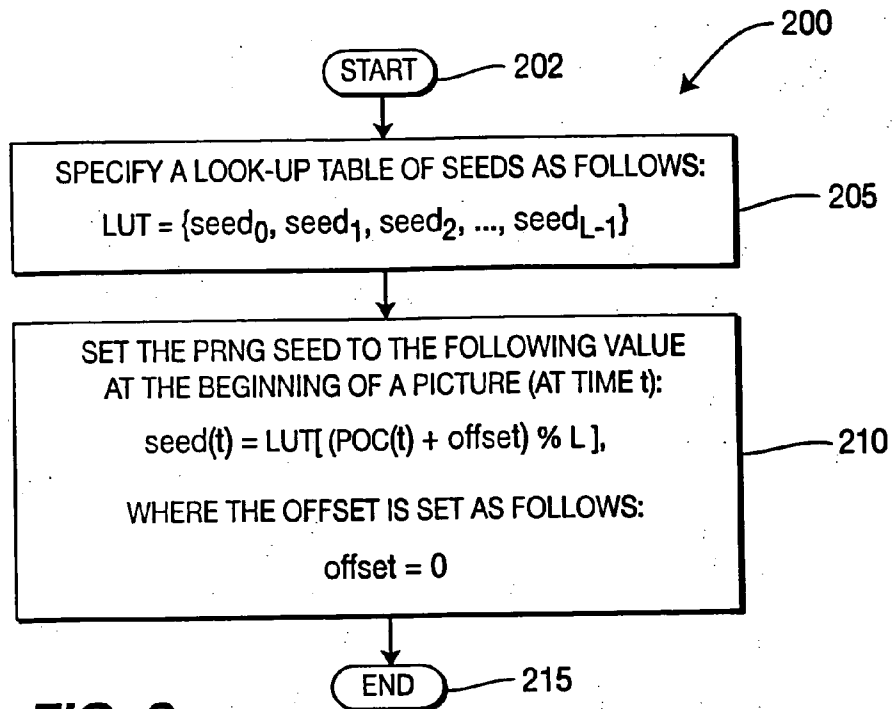 200
START 202
SPECIFY A LOOK-UP TABLE OF SEEDS AS FOLLOWS:
LUT = {seed0, seed1, seed2, ..., seedL-1}
205
SET THE PRNG SEED TO THE FOLLOWING VALUE
AT THE BEGINNING OF A PICTURE (AT TIME t):
seed(t) = LUT[ (POC(t) + offset) % L ],
210
WHERE THE OFFSET IS SET AS FOLLOWS:
offset = 0
END 215